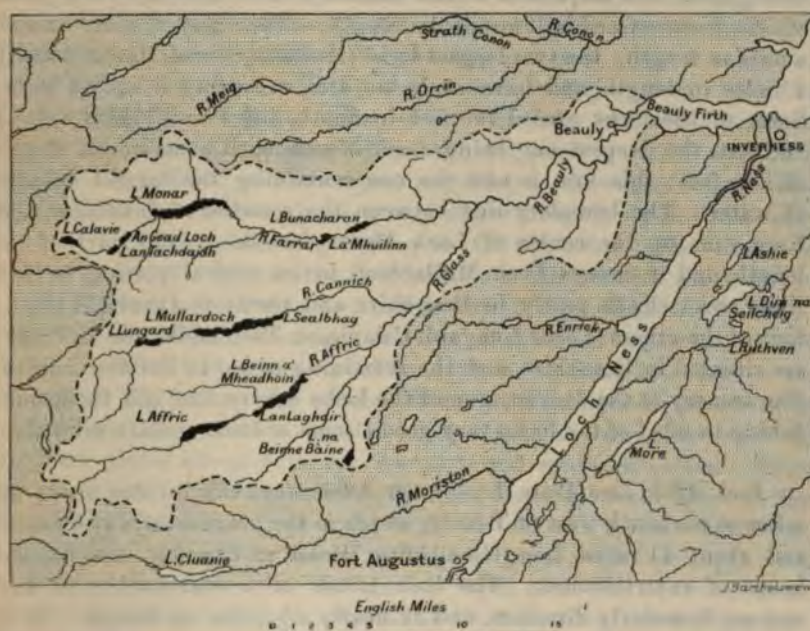 R. Conon
Strath Conon
R. Meig
R. Orrin
Beauly Firth
Beauly
INVERNESS
R. Ness
L. Monar
R. Beauly
L. Bunacharan
L. Calavie
An Gead Loch
R. Farrar
La' Mhuilinn
L an Tachdaidh
R. Glass
L. Ashie
R. Cannich
L. Dun na
Seilcheig
L. Mullardoch
L. Sealbhag
L. Lungard
R. Enrick
L. Ruthven
R. Affric
L. Beinn a'
Mheadhoin
Loch Ness
L. Affric
L an Laghair
L. na
Beinne Bàine
L.
More
R. Moriston
L. Cluanie
Fort Augustus
J. Bartholomew
English Miles
0 1 2 3 4 5 10 15